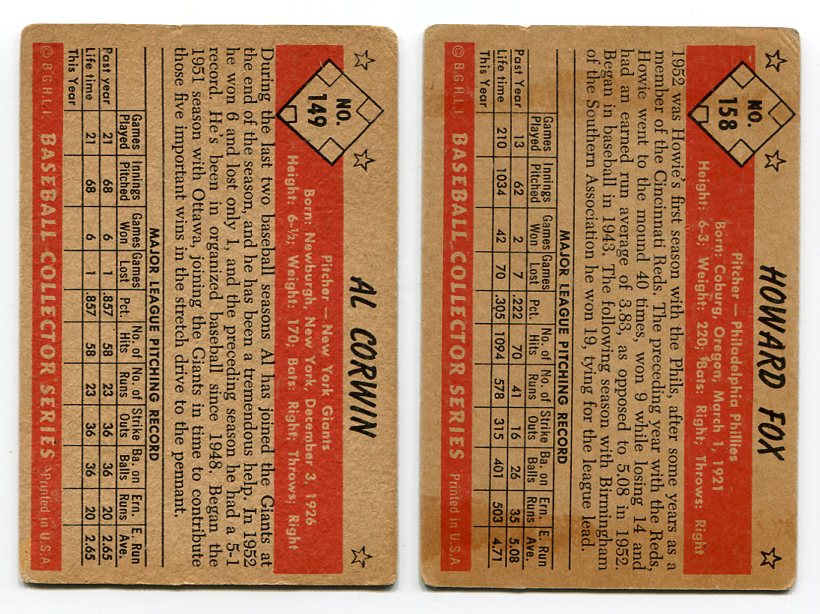 AL CORWIN
NO.
149
Pitcher — New York Giants
Born: Newburgh, New York, December 3, 1926
Height: 6-½; Weight: 170; Bats: Right; Throws: Right
During the last two baseball seasons Al has joined the Giants at
the end of the season, and he has been a tremendous help. In 1952
he won 6 and lost only 1, and the preceding season he had a 5-1
record. He's been in organized baseball since 1948. Began the
1951 season with Ottawa, joining the Giants in time to contribute
those five important wins in the stretch drive to the pennant.
MAJOR LEAGUE PITCHING RECORD
Games Innings Games Games No. of No. of Strike Ba. on Ern. E. Run
Played Pitched Won Lost Pct. Hits Runs Outs Balls Runs Ave.
Past year 21 68 6 1 .857 58 23 36 36 20 2.65
Life time 21 68 6 1 .857 58 23 36 36 20 2.65
This Year
© B.G.H.L.I. BASEBALL COLLECTOR SERIES Printed in U.S.A
HOWARD FOX
NO.
158
Pitcher — Philadelphia Phillies
Born: Coburg, Oregon, March 1, 1921
Height: 6-3; Weight: 220; Bats: Right; Throws: Right
1952 was Howie's first season with the Phils, after some years as a
member of the Cincinnati Reds. The preceding year with the Reds,
Howie went to the mound 40 times, won 9 while losing 14 and
had an earned run average of 3.83, as opposed to 5.08 in 1952.
Began in baseball in 1943. The following season with Birmingham
of the Southern Association he won 19, tying for the league lead.
MAJOR LEAGUE PITCHING RECORD
Games Innings Games Games No. of No. of Strike Ba. on Ern. E. Run
Played Pitched Won Lost Pct. Hits Runs Outs Balls Runs Ave.
Past Year 13 62 2 7 .222 70 41 16 26 35 5.08
Life time 210 1034 42 70 .305 1094 578 315 401 503 4.71
This Year
© B.G.H.L.I. BASEBALL COLLECTOR SERIES Printed in U.S.A